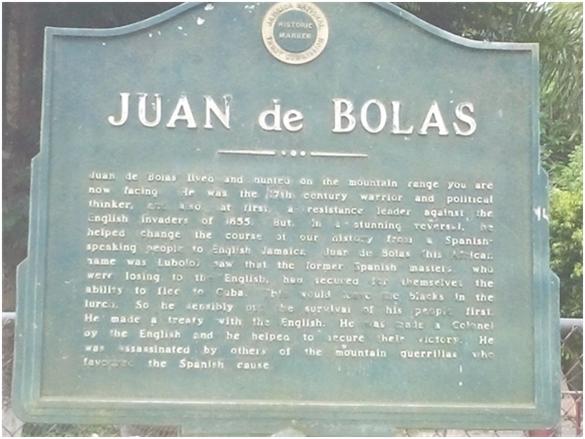 JAMAICA NATIONAL HERITAGE TRUST
HISTORIC
MARKER
JUAN de BOLAS
Juan de Bolas lived and hunted on the mountain range you are
now facing. He was the 17th century warrior and political
thinker, and also, at first, a resistance leader against the
English invaders of 1655. But, in a stunning reversal, he
helped change the course of our history from a Spanish-
speaking people to English Jamaica. Juan de Bolas (his African
name was Lubolo) saw that the former Spanish masters, who
were losing to the English, had secured for themselves the
ability to flee to Cuba. This would leave the blacks in the
lurch. So he sensibly put the survival of his people first.
He made a treaty with the English. He was made a Colonel
by the English and he helped to secure their victory. He
was assassinated by others of the mountain guerrillas who
favoured the Spanish cause